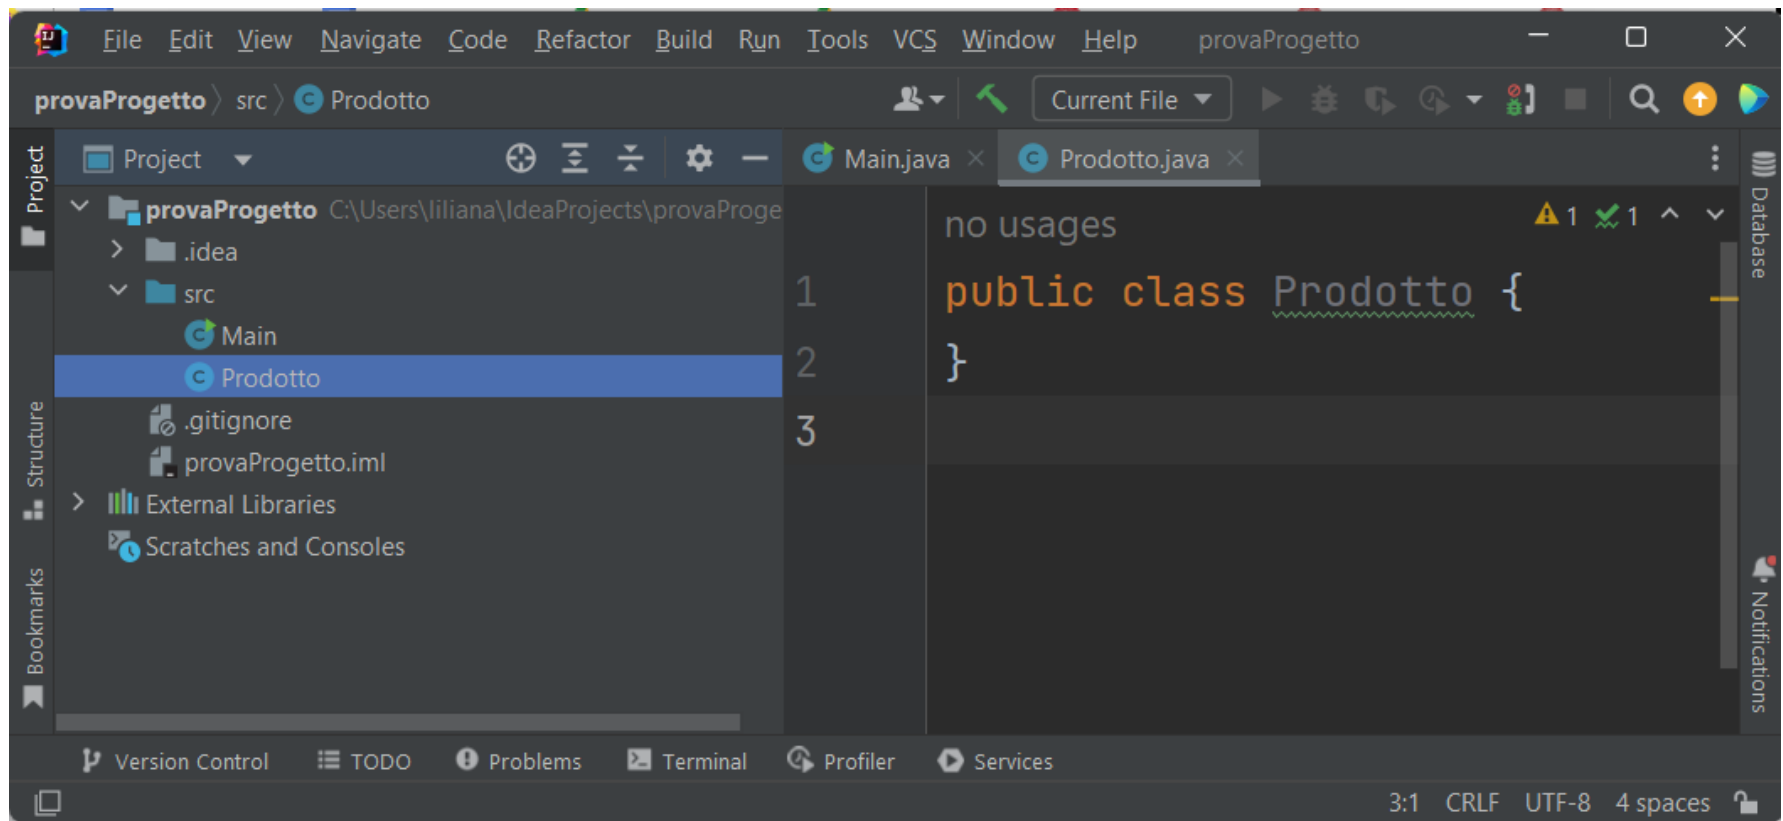 File Edit View Navigate Code Refactor Build Run Tools VCS Window Help provaProgetto
provaProgetto src Prodotto
Current File
Project
Project
Main.java
Prodotto.java
provaProgetto C:\Users\liliana\IdeaProjects\provaProge
.idea
src
Main
Prodotto
.gitignore
provaProgetto.iml
External Libraries
Scratches and Consoles
no usages
1 1
1 public class Prodotto {
2 }
3
Structure
Bookmarks
Database
Notifications
Version Control TODO Problems Terminal Profiler Services
3:1 CRLF UTF-8 4 spaces